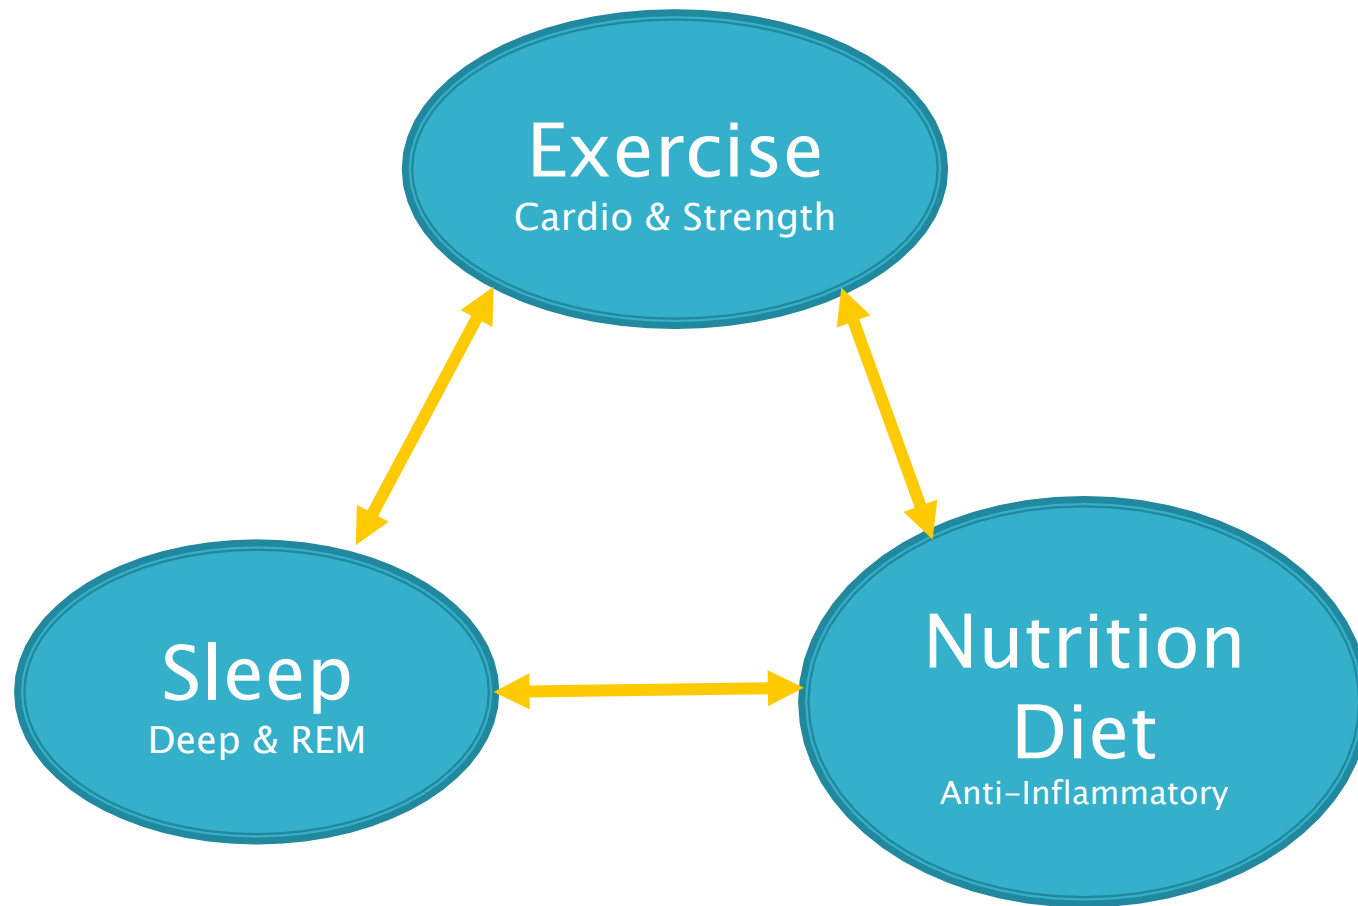 Exercise
Cardio & Strength
Sleep
Deep & REM
Nutrition
Diet
Anti-Inflammatory